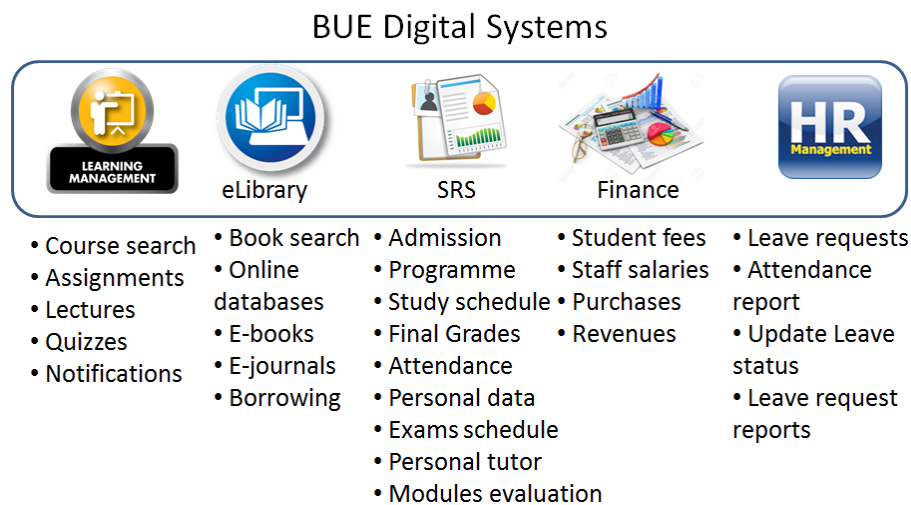 BUE Digital Systems
LEARNING
MANAGEMENT
eLibrary
SRS
Finance
HR
Management
• Course search
• Assignments
• Lectures
• Quizzes
• Notifications
• Book search
• Online
databases
• E-books
• E-journals
• Borrowing
• Admission
• Programme
• Study schedule
• Final Grades
• Attendance
• Personal data
• Exams schedule
• Personal tutor
• Modules evaluation
• Student fees
• Staff salaries
• Purchases
• Revenues
• Leave requests
• Attendance
report
• Update Leave
status
• Leave request
reports